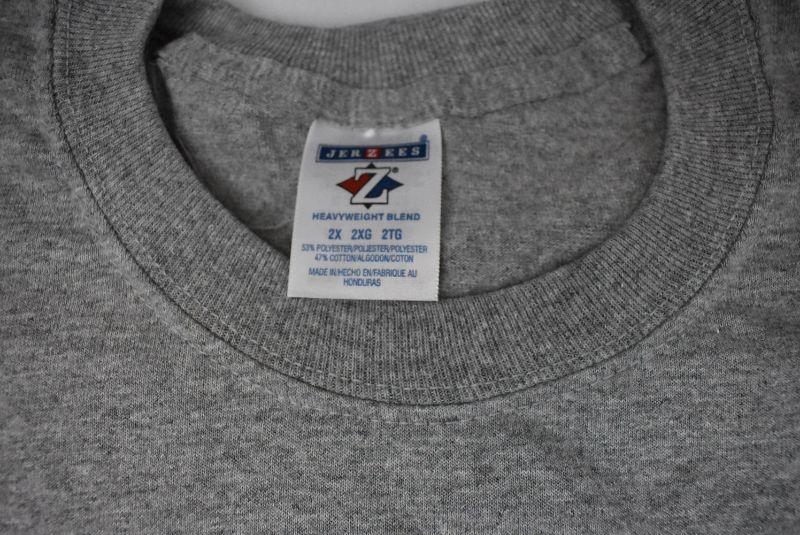 JERZEES
Z®
HEAVYWEIGHT BLEND
2X 2XG 2TG
53% POLYESTER/POLIESTER/POLYESTER
47% COTTON/ALGODON/COTON
MADE IN/HECHO EN/FABRIQUE AU
HONDURAS